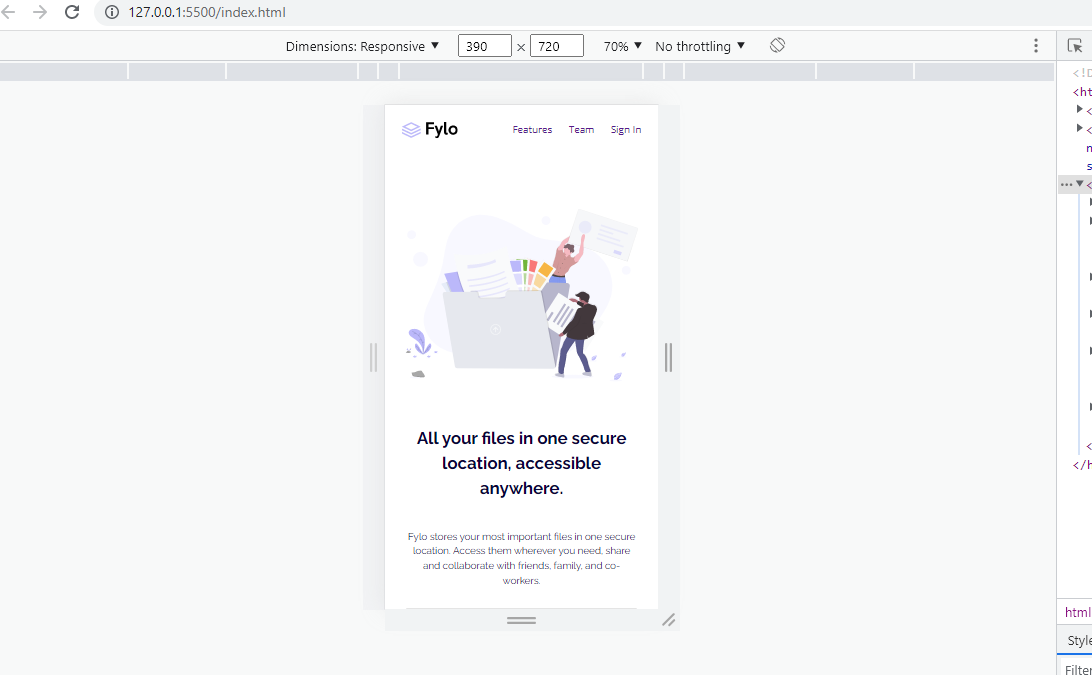 127.0.0.1:5500/index.html
Dimensions: Responsive ▼ 390 × 720 70% ▼ No throttling ▼
<!D
<ht
Fylo Features Team Sign In
All your files in one secure
location, accessible
anywhere.
Fylo stores your most important files in one secure
location. Access them wherever you need, share
and collaborate with friends, family, and co-
workers.
</h
html
Style
Filter